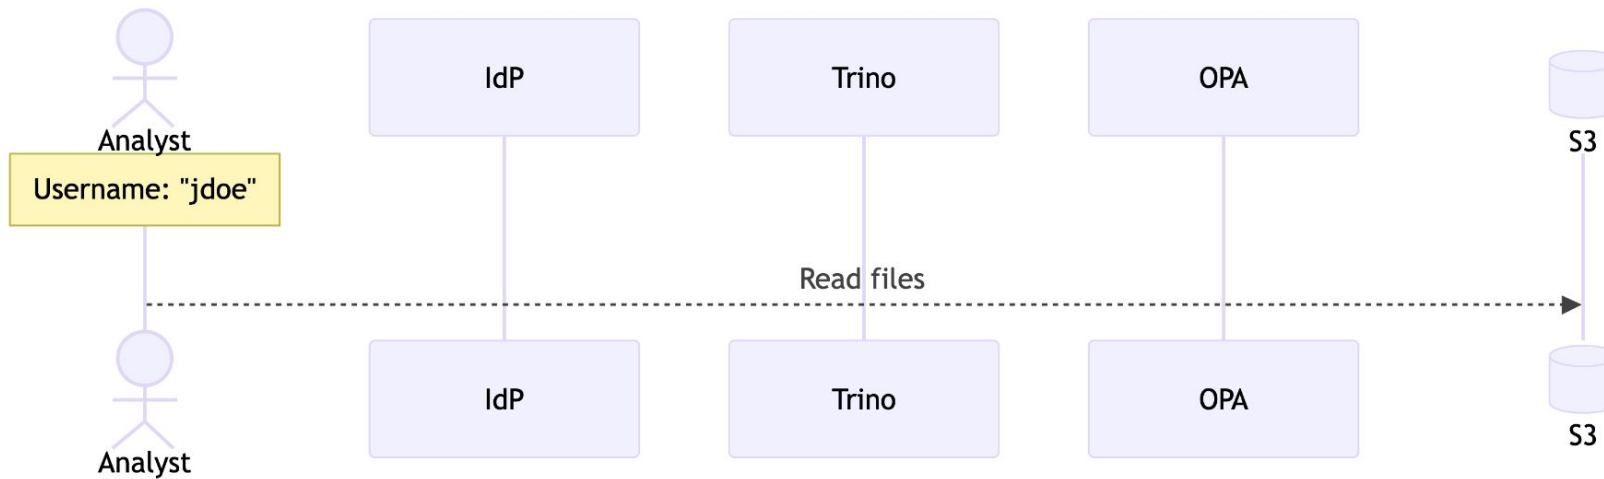 IdP
Trino
OPA
Analyst
S3
Username: "jdoe"
Read files
IdP
Trino
OPA
Analyst
S3